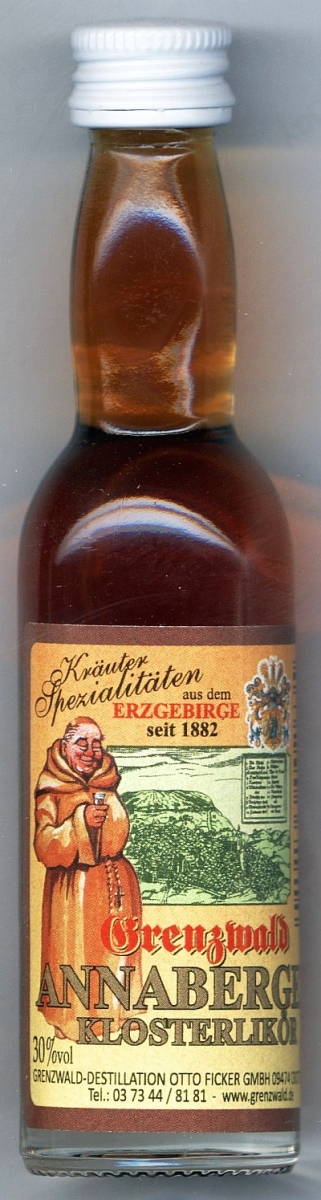 Kräuter
Spezialitäten
aus dem
ERZGEBIRGE
seit 1882
Grenzwald
ANNABERGE
KLOSTERLIKÖR
30%vol
GRENZWALD-DESTILLATION OTTO FICKER GMBH 09474
Tel.: 03 73 44 / 81 81 - www.grenzwald.de